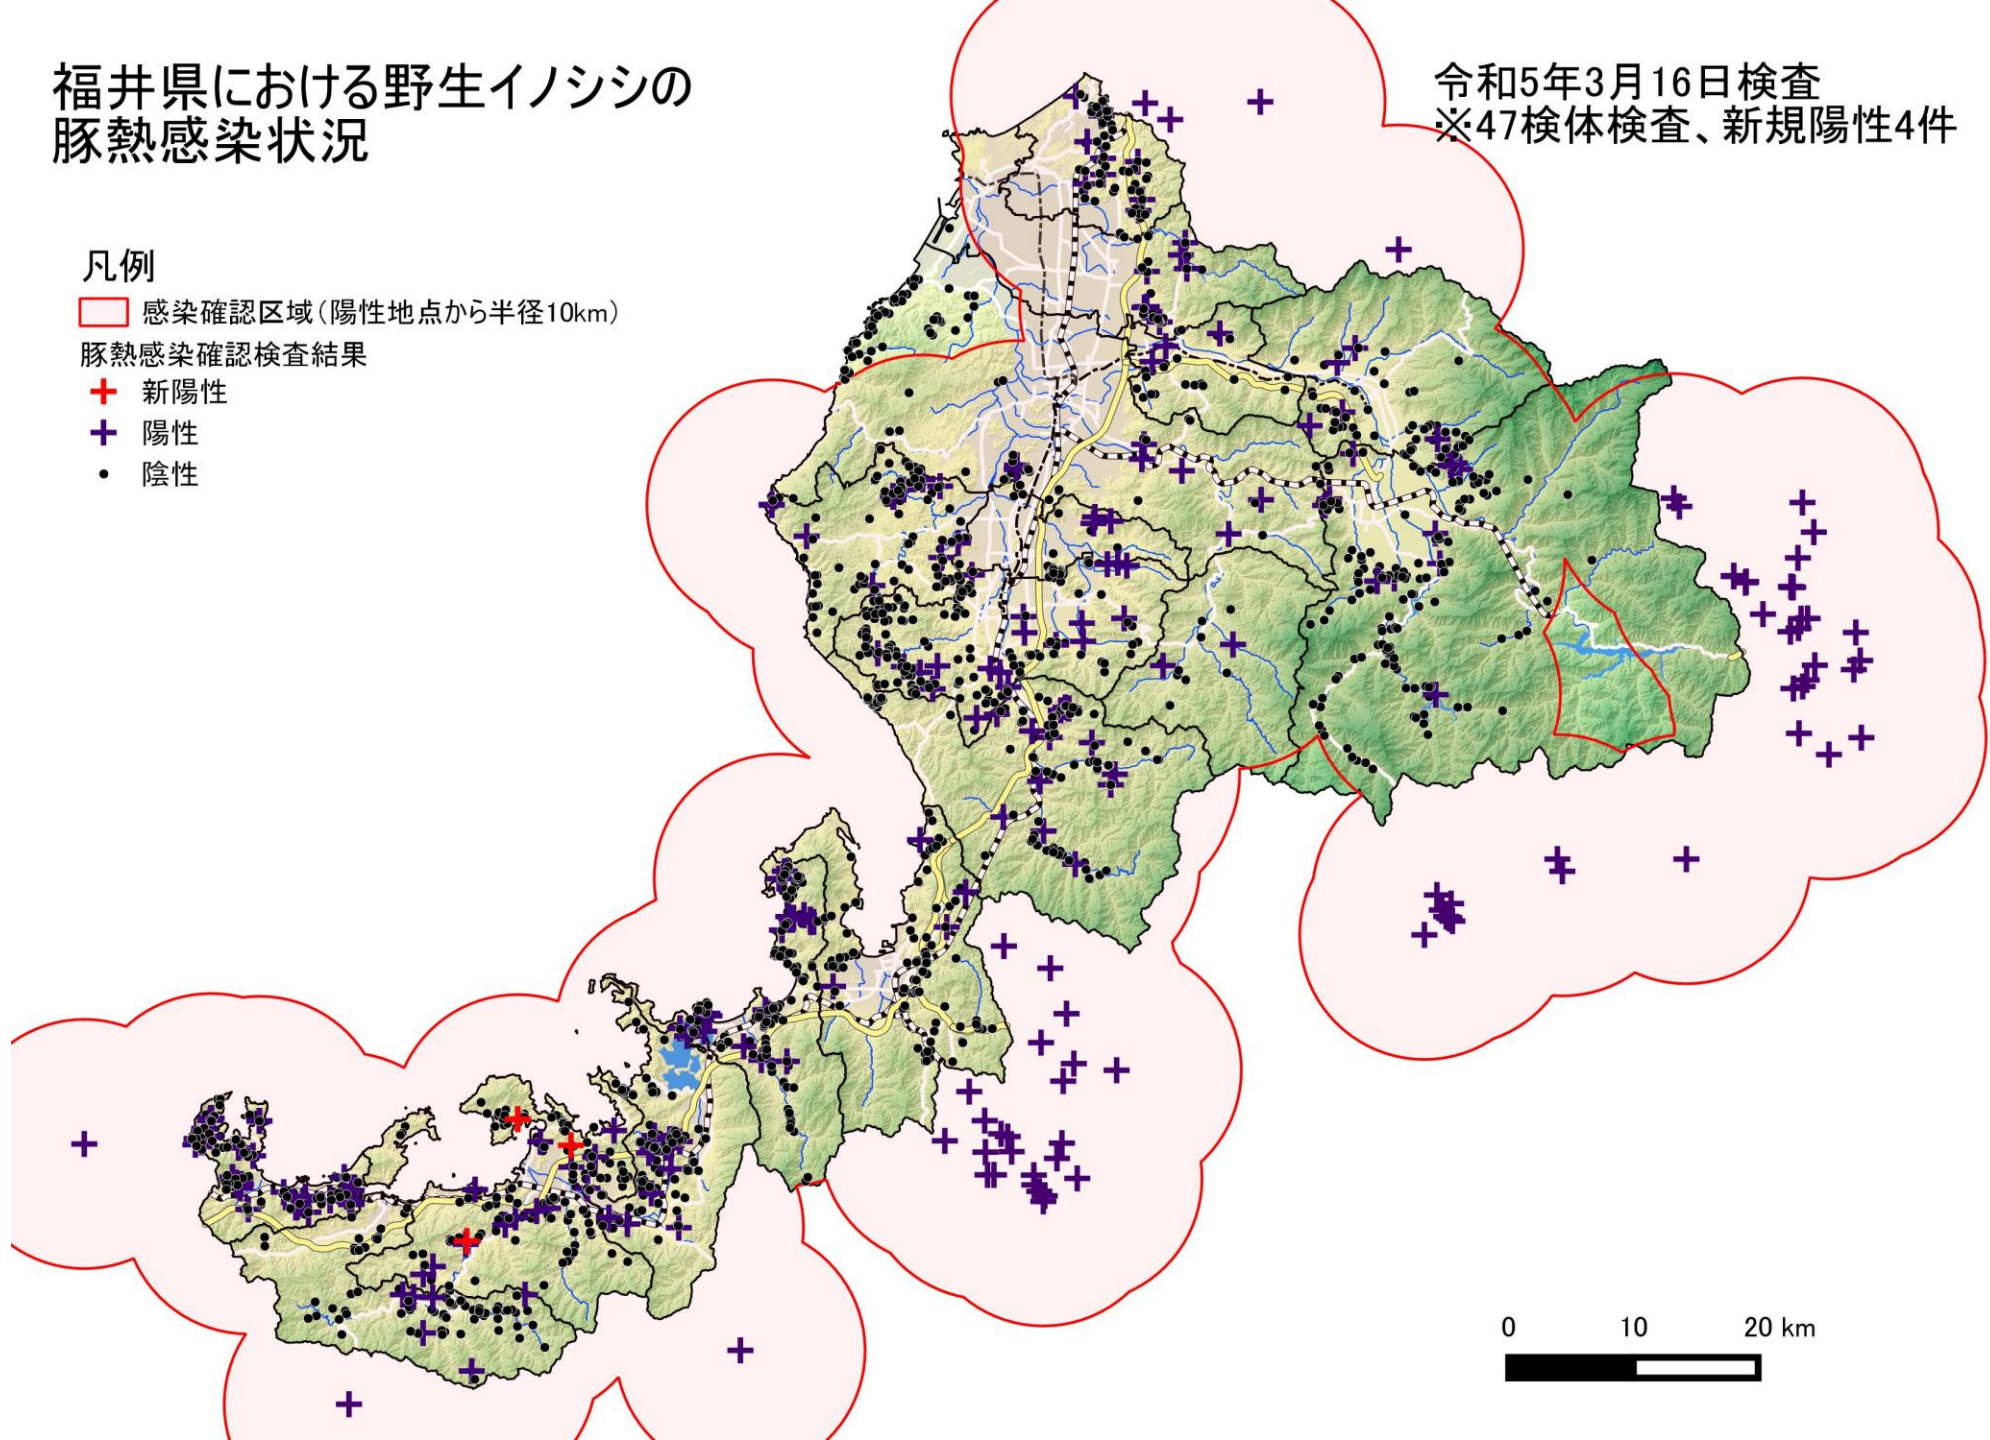 福井県における野生イノシシの
豚熱感染状況
令和5年3月16日検査
※47検体検査、新規陽性4件
凡例
感染確認区域（陽性地点から半径10km）
豚熱感染確認検査結果
新陽性
陽性
陰性
0 10 20 km